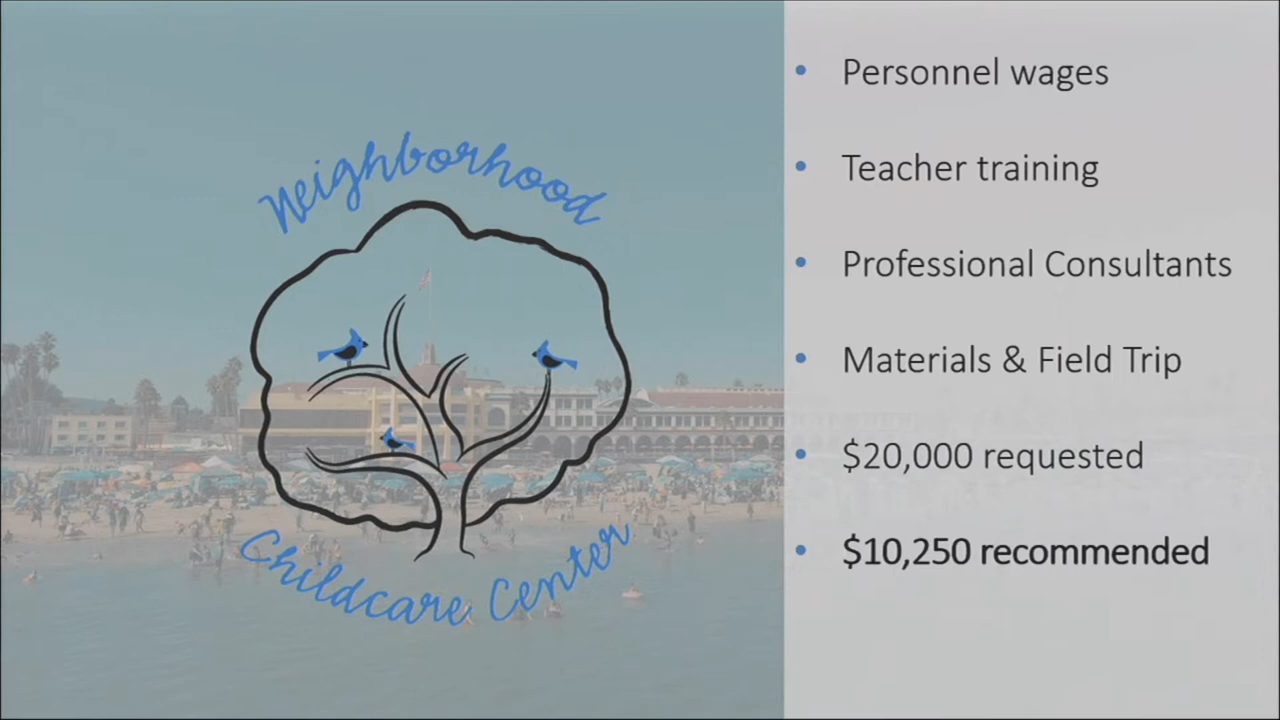 Neighborhood
Childcare Center
Personnel wages
Teacher training
Professional Consultants
Materials & Field Trip
$20,000 requested
$10,250 recommended